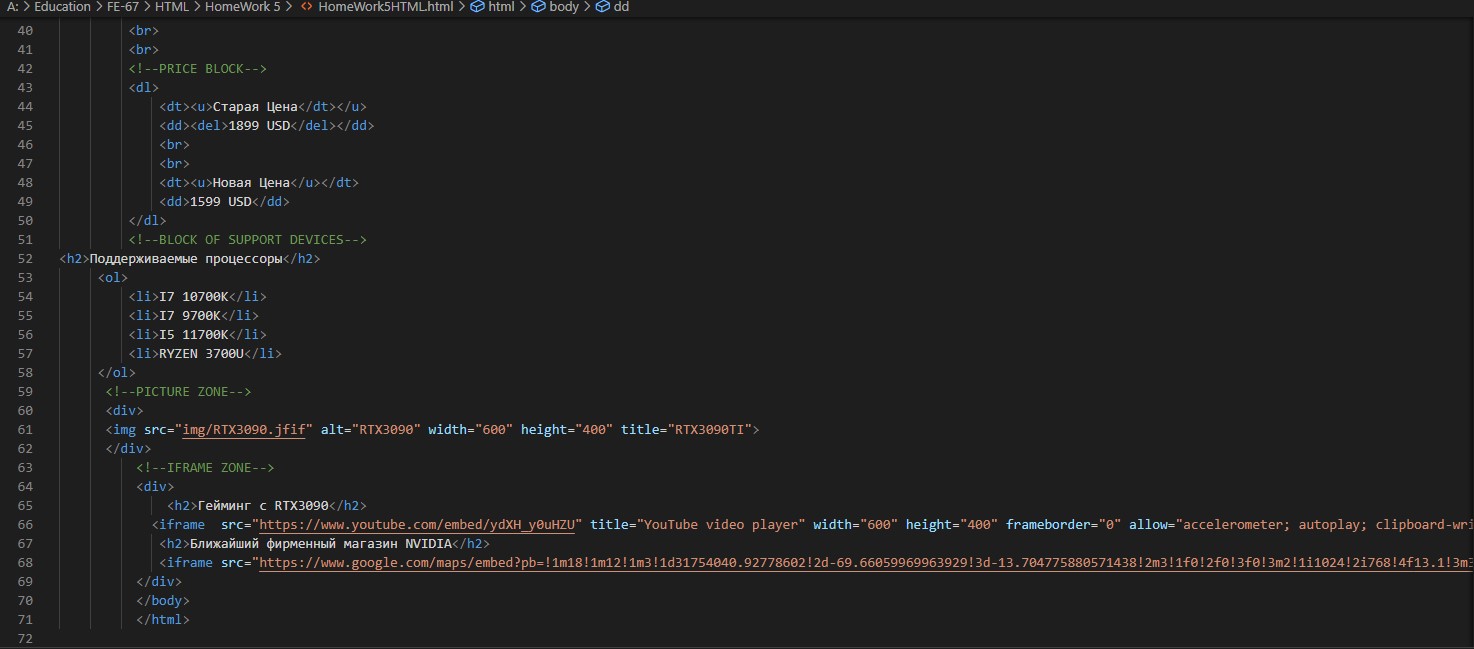 A: > Education > FE-67 > HTML > HomeWork 5 > <> HomeWork5HTML.html > html > body > dd
40 <br>
41 <br>
42 <!--PRICE BLOCK-->
43 <dl>
44 <dt><u>Старая Цена</dt></u>
45 <dd><del>1899 USD</del></dd>
46 <br>
47 <br>
48 <dt><u>Новая Цена</u></dt>
49 <dd>1599 USD</dd>
50 </dl>
51 <!--BLOCK OF SUPPORT DEVICES-->
52 <h2>Поддерживаемые процессоры</h2>
53 <ol>
54 <li>I7 10700K</li>
55 <li>I7 9700K</li>
56 <li>I5 11700K</li>
57 <li>RYZEN 3700U</li>
58 </ol>
59 <!--PICTURE ZONE-->
60 <div>
61 <img src="img/RTX3090.jfif" alt="RTX3090" width="600" height="400" title="RTX3090TI">
62 </div>
63 <!--IFRAME ZONE-->
64 <div>
65 <h2>Гейминг с RTX3090</h2>
66 <iframe  src="https://www.youtube.com/embed/ydXH_y0uHZU" title="YouTube video player" width="600" height="400" frameborder="0" allow="accelerometer; autoplay; clipboard-wri
67 <h2>Ближайший фирменный магазин NVIDIA</h2>
68 <iframe src="https://www.google.com/maps/embed?pb=!1m18!1m12!1m3!1d31754040.92778602!2d-69.66059969963929!3d-13.704775880571438!2m3!1f0!2f0!3f0!3m2!1i1024!2i768!4f13.1!3m3
69 </div>
70 </body>
71 </html>
72